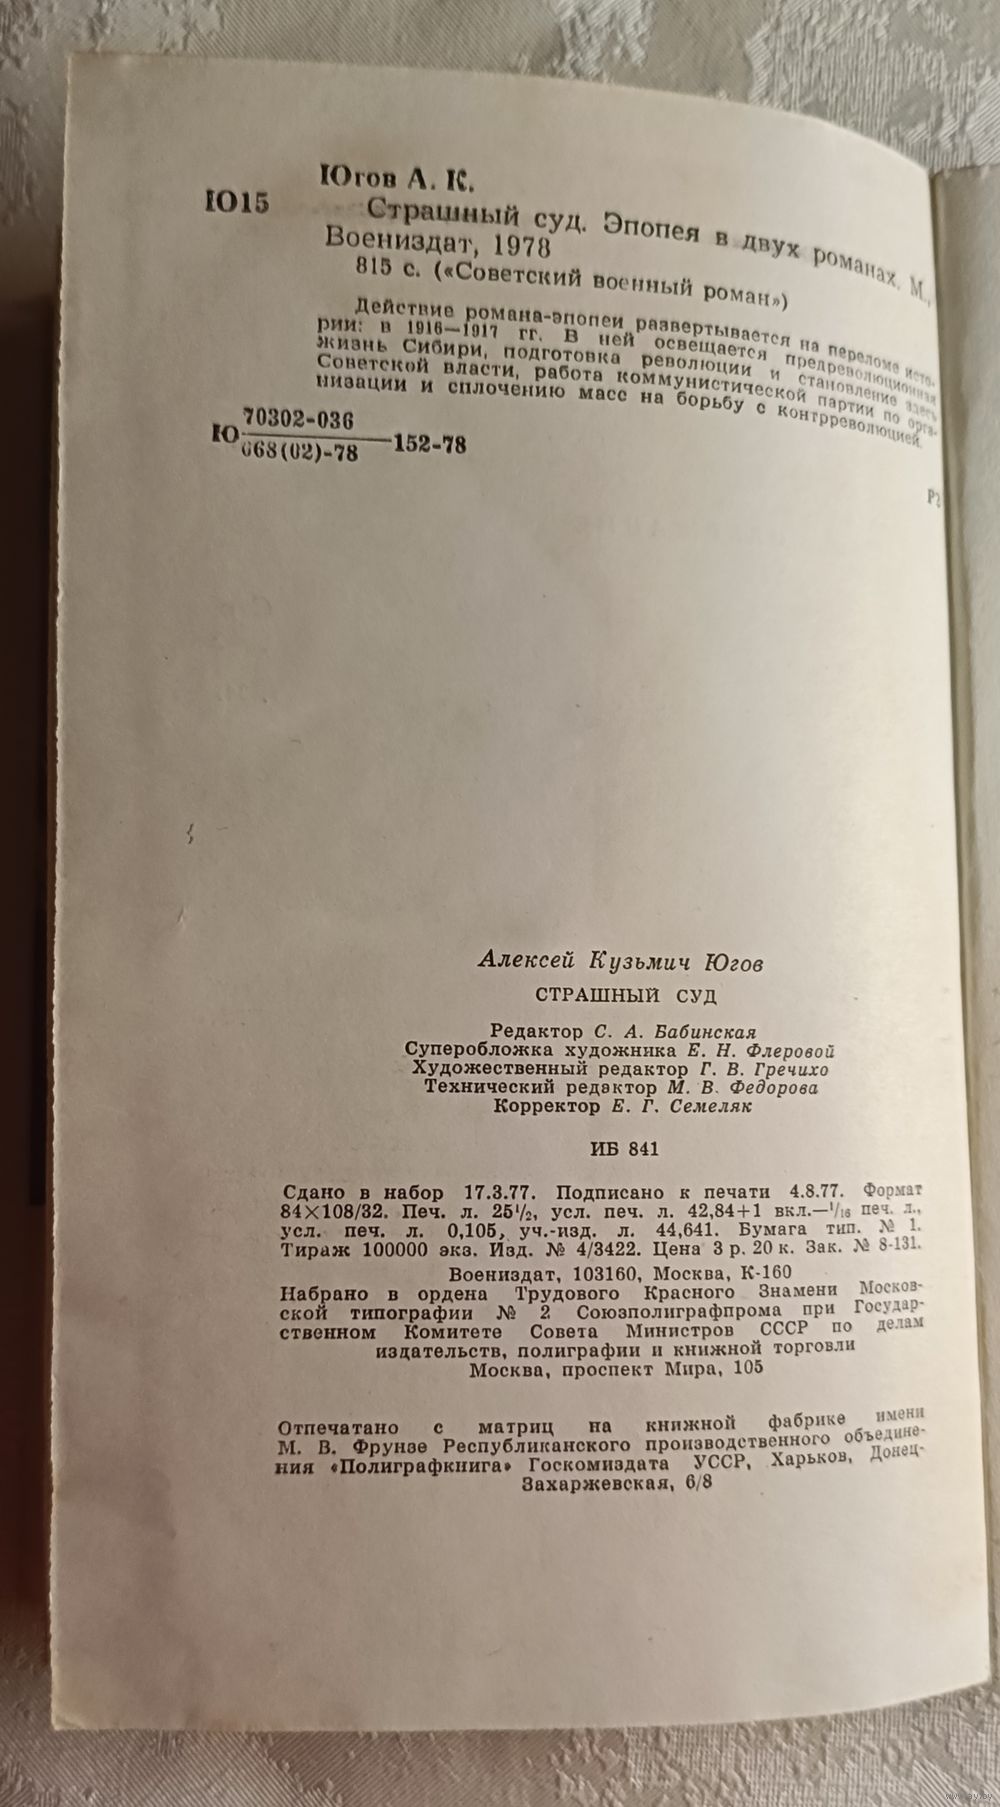 Югов А. К.
Ю15
Страшный суд. Эпопея в двух романах. М.,
Воениздат, 1978
815 с. («Советский военный роман»)
Действие романа-эпопеи развертывается на переломе исто-
рии: в 1916—1917 гг. В ней освещается предреволюционная
жизнь Сибири, подготовка революции и становление здесь
Советской власти, работа коммунистической партии по орга-
низации и сплочению масс на борьбу с контрреволюцией.
70302-036
Ю 068(02)-78 —152-78
Р2
Алексей Кузьмич Югов
СТРАШНЫЙ СУД
Редактор С. А. Бабинская
Суперобложка художника Е. Н. Флеровой
Художественный редактор Г. В. Гречихо
Технический редактор М. В. Федорова
Корректор Е. Г. Семеляк
ИБ 841
Сдано в набор 17.3.77. Подписано к печати 4.8.77. Формат
84×108/32. Печ. л. 25½, усл. печ. л. 42,84+1 вкл.—1/16 печ. л.,
усл. печ. л. 0,105, уч.-изд. л. 44,641. Бумага тип. № 1.
Тираж 100000 экз. Изд. № 4/3422. Цена 3 р. 20 к. Зак. № 8-131.
Воениздат, 103160, Москва, К-160
Набрано в ордена Трудового Красного Знамени Москов-
ской типографии № 2 Союзполиграфпрома при Государ-
ственном Комитете Совета Министров СССР по делам
издательств, полиграфии и книжной торговли
Москва, проспект Мира, 105
Отпечатано с матриц на книжной фабрике имени
М. В. Фрунзе Республиканского производственного объедине-
ния «Полиграфкнига» Госкомиздата УССР, Харьков, Донец-
Захаржевская, 6/8
www.ay.by